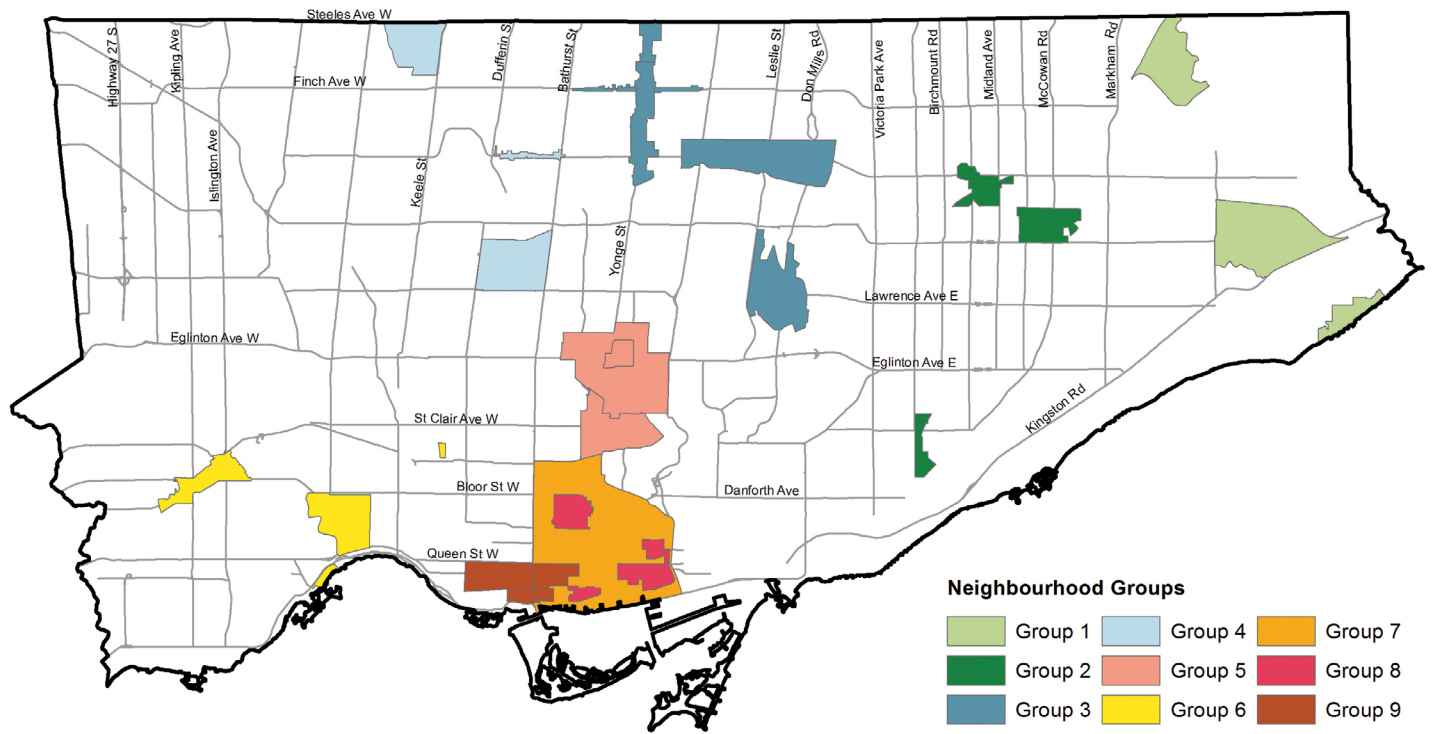 Steeles Ave W
Highway 27 S
Kipling Ave
Dufferin S
Bathurst St
Leslie St
Don Mills Rd
Victoria Park Ave
Birchmount Rd
Midland Ave
McCowan Rd
Markham Rd
Finch Ave W
Islington Ave
Keele St
Yonge St
Lawrence Ave E
Eglinton Ave W
Eglinton Ave E
St Clair Ave W
Kingston Rd
Bloor St W
Danforth Ave
Queen St W
Neighbourhood Groups
Group 1
Group 4
Group 7
Group 2
Group 5
Group 8
Group 3
Group 6
Group 9